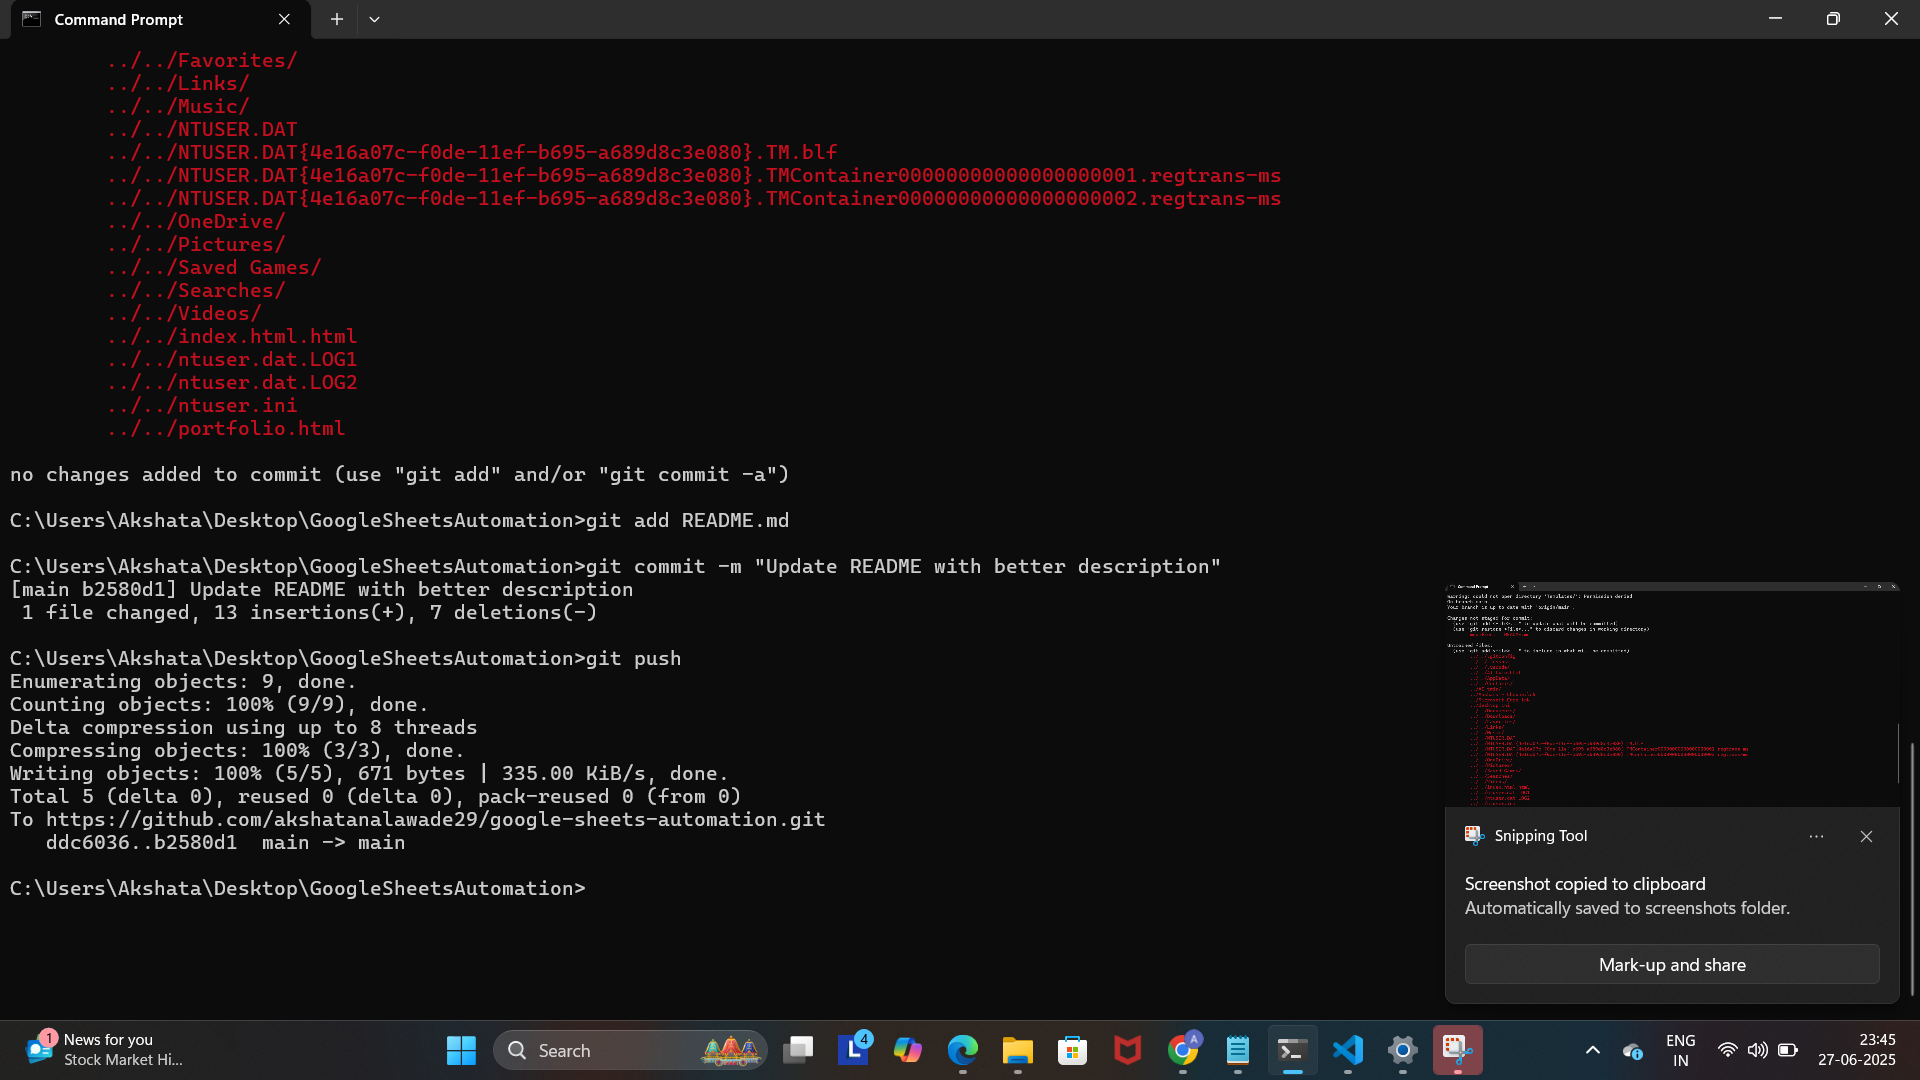 Command Prompt
../../Favorites/
../../Links/
../../Music/
../../NTUSER.DAT
../../NTUSER.DAT{4e16a07c-f0de-11ef-b695-a689d8c3e080}.TM.blf
../../NTUSER.DAT{4e16a07c-f0de-11ef-b695-a689d8c3e080}.TMContainer00000000000000000001.regtrans-ms
../../NTUSER.DAT{4e16a07c-f0de-11ef-b695-a689d8c3e080}.TMContainer00000000000000000002.regtrans-ms
../../OneDrive/
../../Pictures/
../../Saved Games/
../../Searches/
../../Videos/
../../index.html.html
../../ntuser.dat.LOG1
../../ntuser.dat.LOG2
../../ntuser.ini
../../portfolio.html
no changes added to commit (use "git add" and/or "git commit -a")
C:\Users\Akshata\Desktop\GoogleSheetsAutomation>git add README.md
C:\Users\Akshata\Desktop\GoogleSheetsAutomation>git commit -m "Update README with better description"
[main b2580d1] Update README with better description
1 file changed, 13 insertions(+), 7 deletions(-)
C:\Users\Akshata\Desktop\GoogleSheetsAutomation>git push
Enumerating objects: 9, done.
Counting objects: 100% (9/9), done.
Delta compression using up to 8 threads
Compressing objects: 100% (3/3), done.
Writing objects: 100% (5/5), 671 bytes | 335.00 KiB/s, done.
Total 5 (delta 0), reused 0 (delta 0), pack-reused 0 (from 0)
To https://github.com/akshatanalawade29/google-sheets-automation.git
ddc6036..b2580d1  main -> main
C:\Users\Akshata\Desktop\GoogleSheetsAutomation>
Snipping Tool
Screenshot copied to clipboard
Automatically saved to screenshots folder.
Mark-up and share
1
News for you
Stock Market Hi...
Search
L
4
A
ENG
IN
23:45
27-06-2025